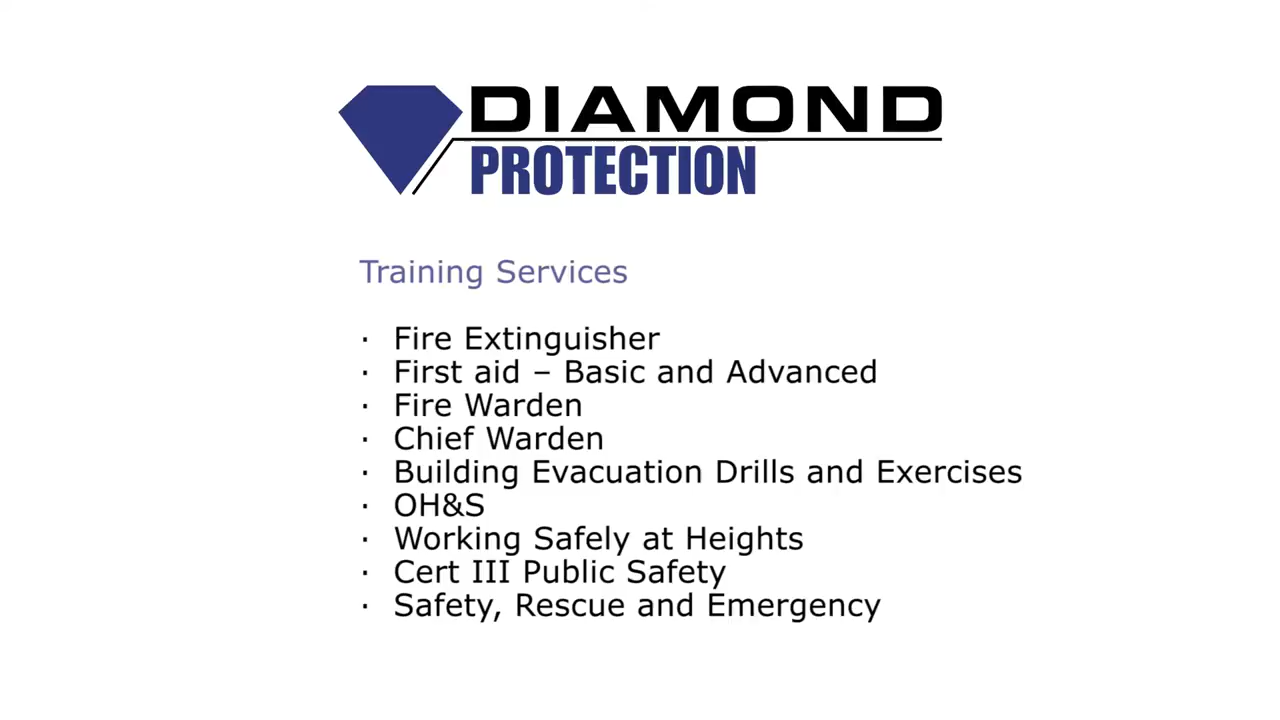 DIAMOND
PROTECTION
Training Services
· Fire Extinguisher
· First aid – Basic and Advanced
· Fire Warden
· Chief Warden
· Building Evacuation Drills and Exercises
· OH&S
· Working Safely at Heights
· Cert III Public Safety
· Safety, Rescue and Emergency